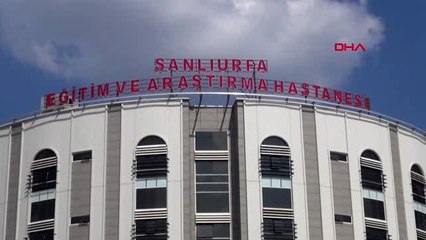 DHA
ŞANLIURFA
EĞİTİM VE ARAŞTIRMA HASTANESİ